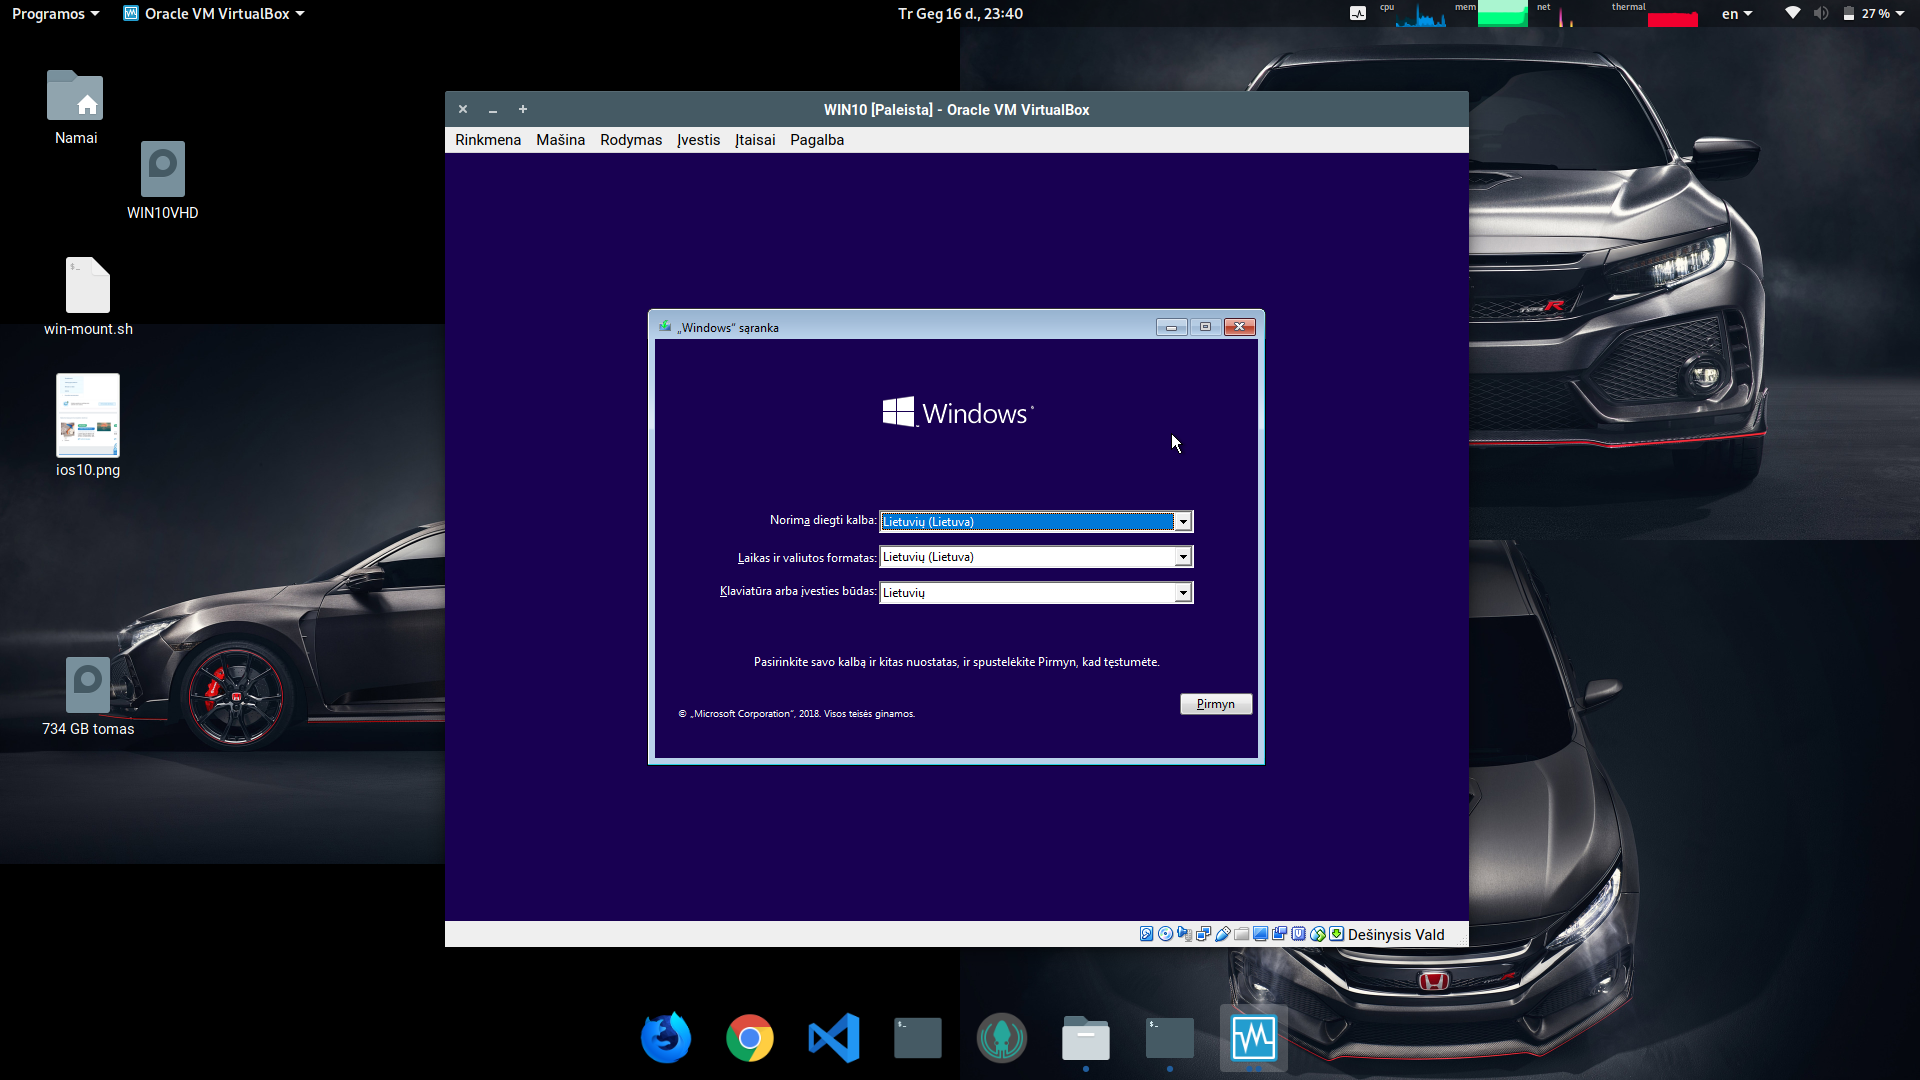 Programos
Oracle VM VirtualBox
Tr Geg 16 d., 23:40
cpu
mem
net
thermal
en
27 %
Namai
WIN10VHD
win-mount.sh
ios10.png
734 GB tomas
WIN10 [Paleista] - Oracle VM VirtualBox
Rinkmena Mašina Rodymas Įvestis Įtaisai Pagalba
„Windows“ sąranka
Windows
Norima diegti kalba: Lietuvių (Lietuva)
Laikas ir valiutos formatas: Lietuvių (Lietuva)
Klaviatūra arba įvesties būdas: Lietuvių
Pasirinkite savo kalbą ir kitas nuostatas, ir spustelėkite Pirmyn, kad tęstumėte.
Pirmyn
© „Microsoft Corporation“, 2018. Visos teisės ginamos.
Dešinysis Vald